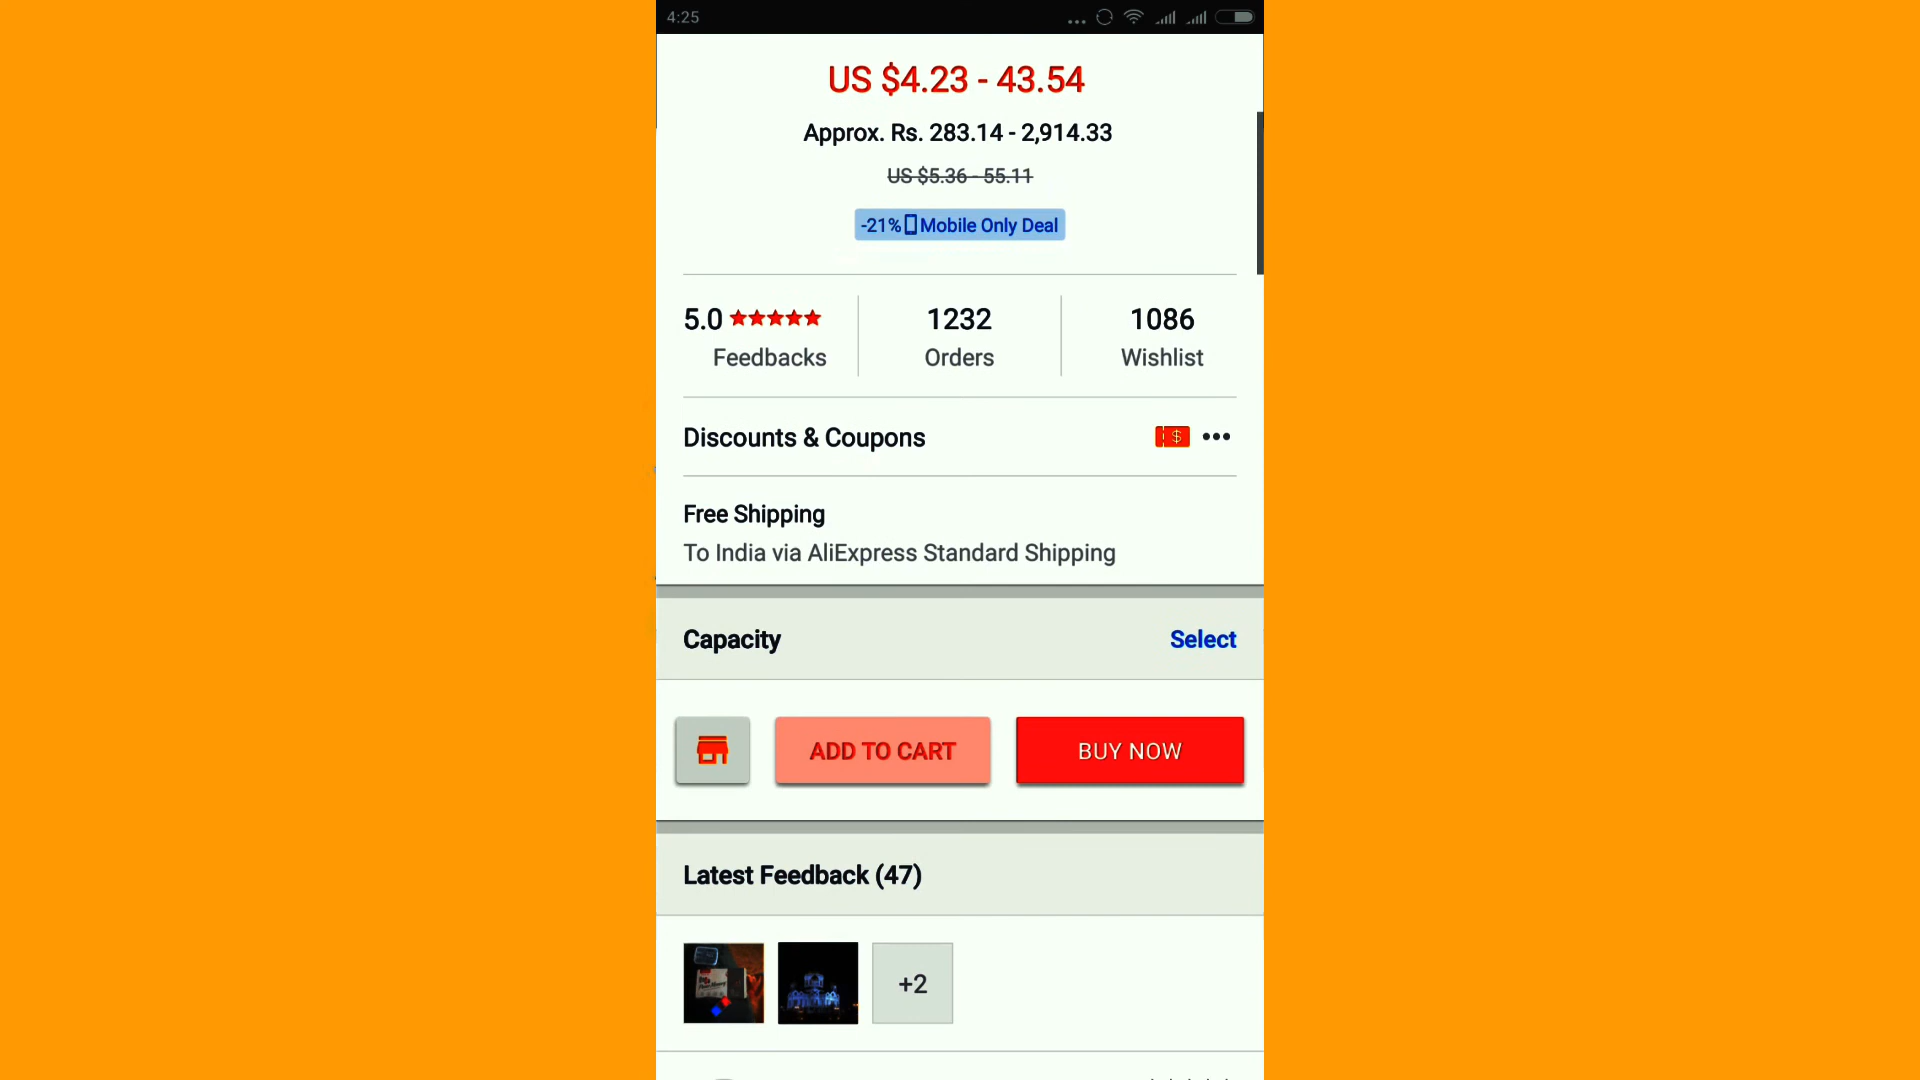 4:25
US $4.23 - 43.54
Approx. Rs. 283.14 - 2,914.33
US $5.36 - 55.11
-21% Mobile Only Deal
5.0 1232 1086
Feedbacks Orders Wishlist
Discounts & Coupons
Free Shipping
To India via AliExpress Standard Shipping
Capacity Select
ADD TO CART BUY NOW
Latest Feedback (47)
+2